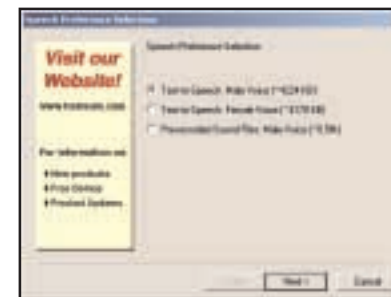 Speech Preference Selection
Visit our
Website!
Speech Preference Selection
Text to Speech Male Voice
Text to Speech Female Voice
Prerecorded Sound Files Male Voice
For information on
New products
Free
Product Updates
Next >
Cancel